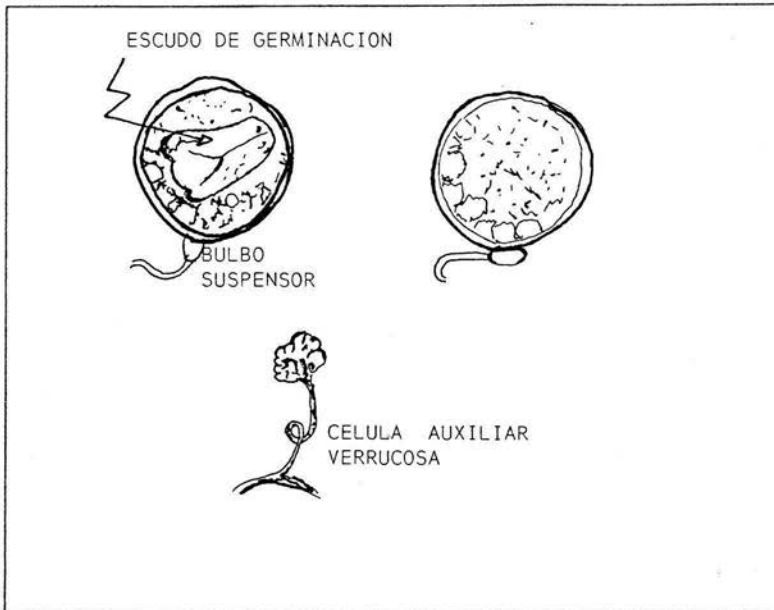 ESCUDO DE GERMINACION
BULBO
SUSPENSOR
CELULA AUXILIAR
VERRUCOSA